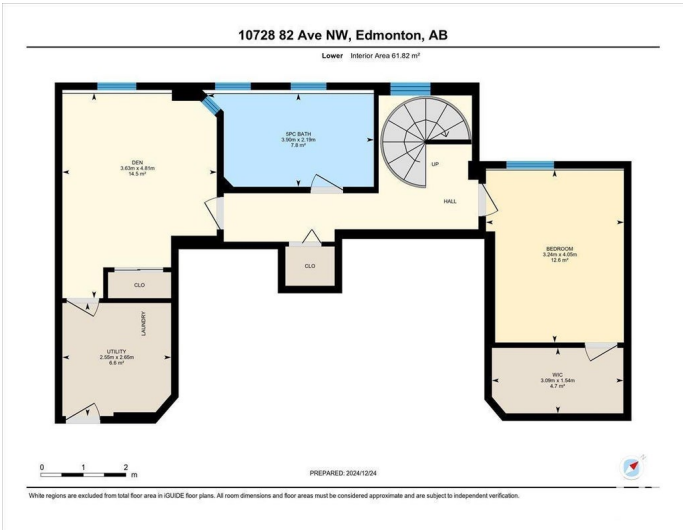 10728 82 Ave NW, Edmonton, AB
Lower Interior Area 61.82 m²
DEN
3.63m x 4.81m
14.5 m²
5PC BATH
3.90m x 2.19m
7.8 m²
UP
HALL
BEDROOM
3.24m x 4.05m
12.6 m²
CLO
CLO
LAUNDRY
UTILITY
2.55m x 2.65m
6.6 m²
WIC
3.09m x 1.54m
4.7 m²
0 1 2
m
PREPARED: 2024/12/24
White regions are excluded from total floor area in iGUIDE floor plans. All room dimensions and floor areas must be considered approximate and are subject to independent verification.